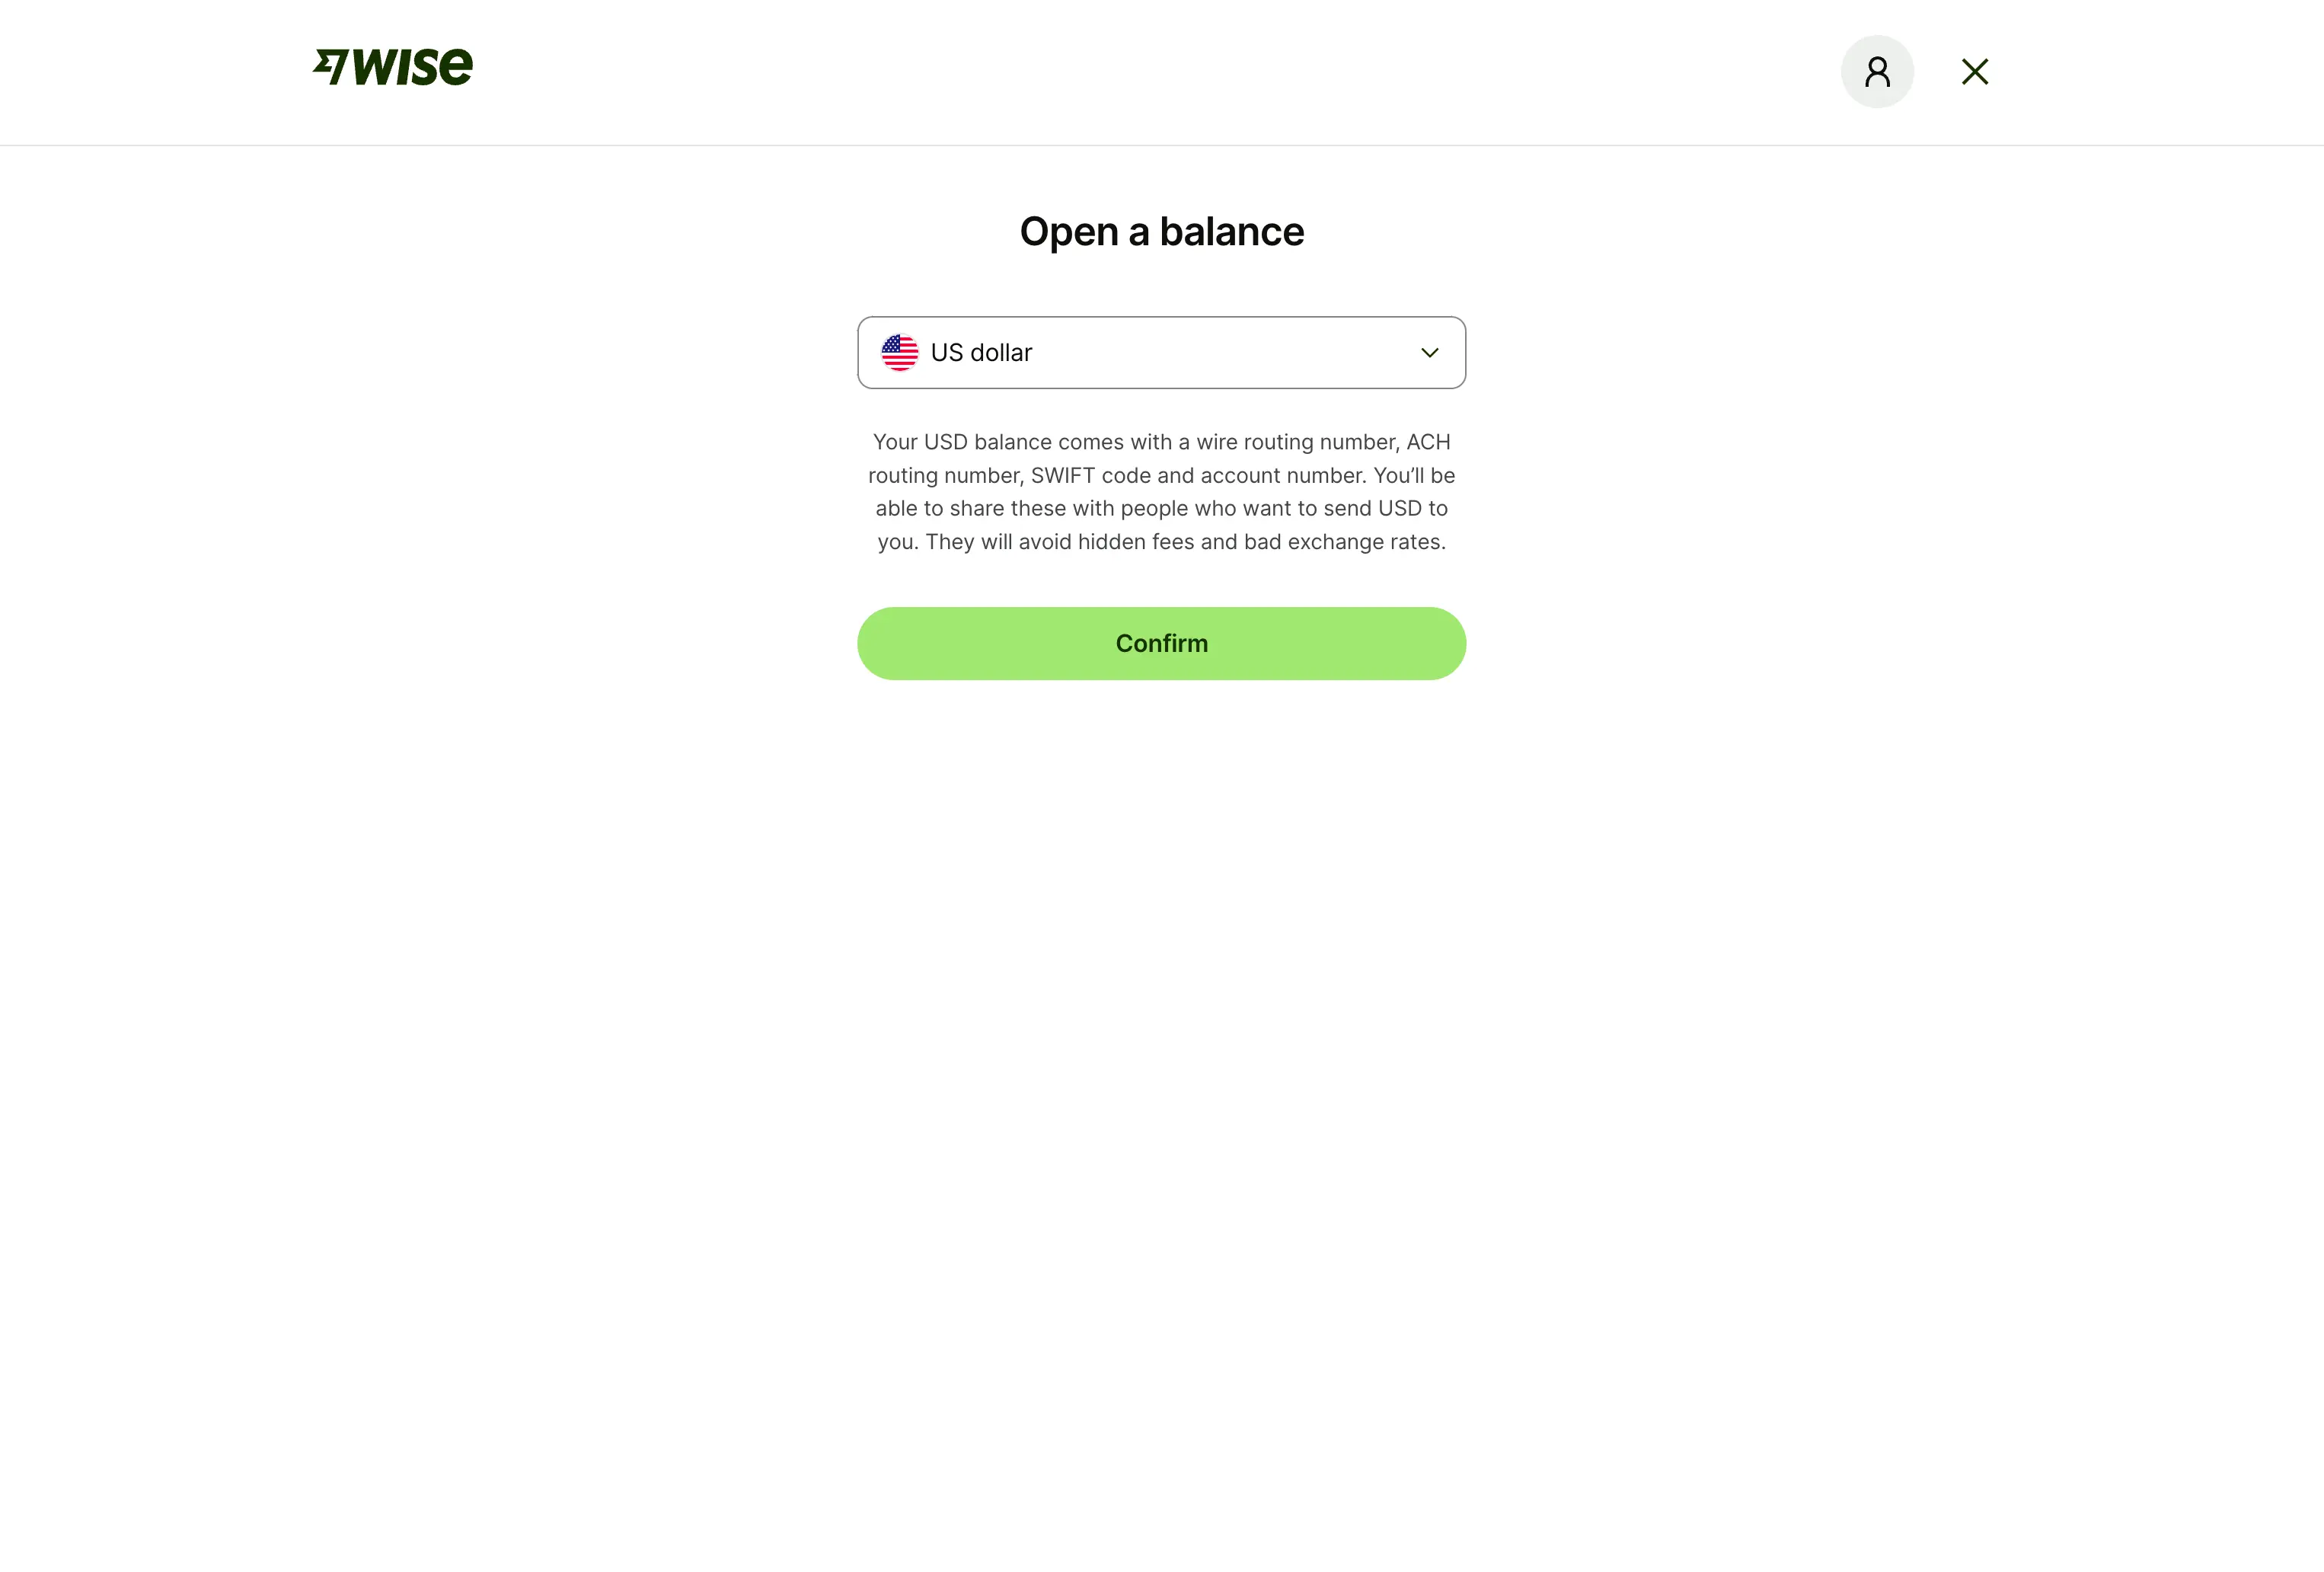 WISE
Open a balance
US dollar
Your USD balance comes with a wire routing number, ACH
routing number, SWIFT code and account number. You’ll be
able to share these with people who want to send USD to
you. They will avoid hidden fees and bad exchange rates.
Confirm